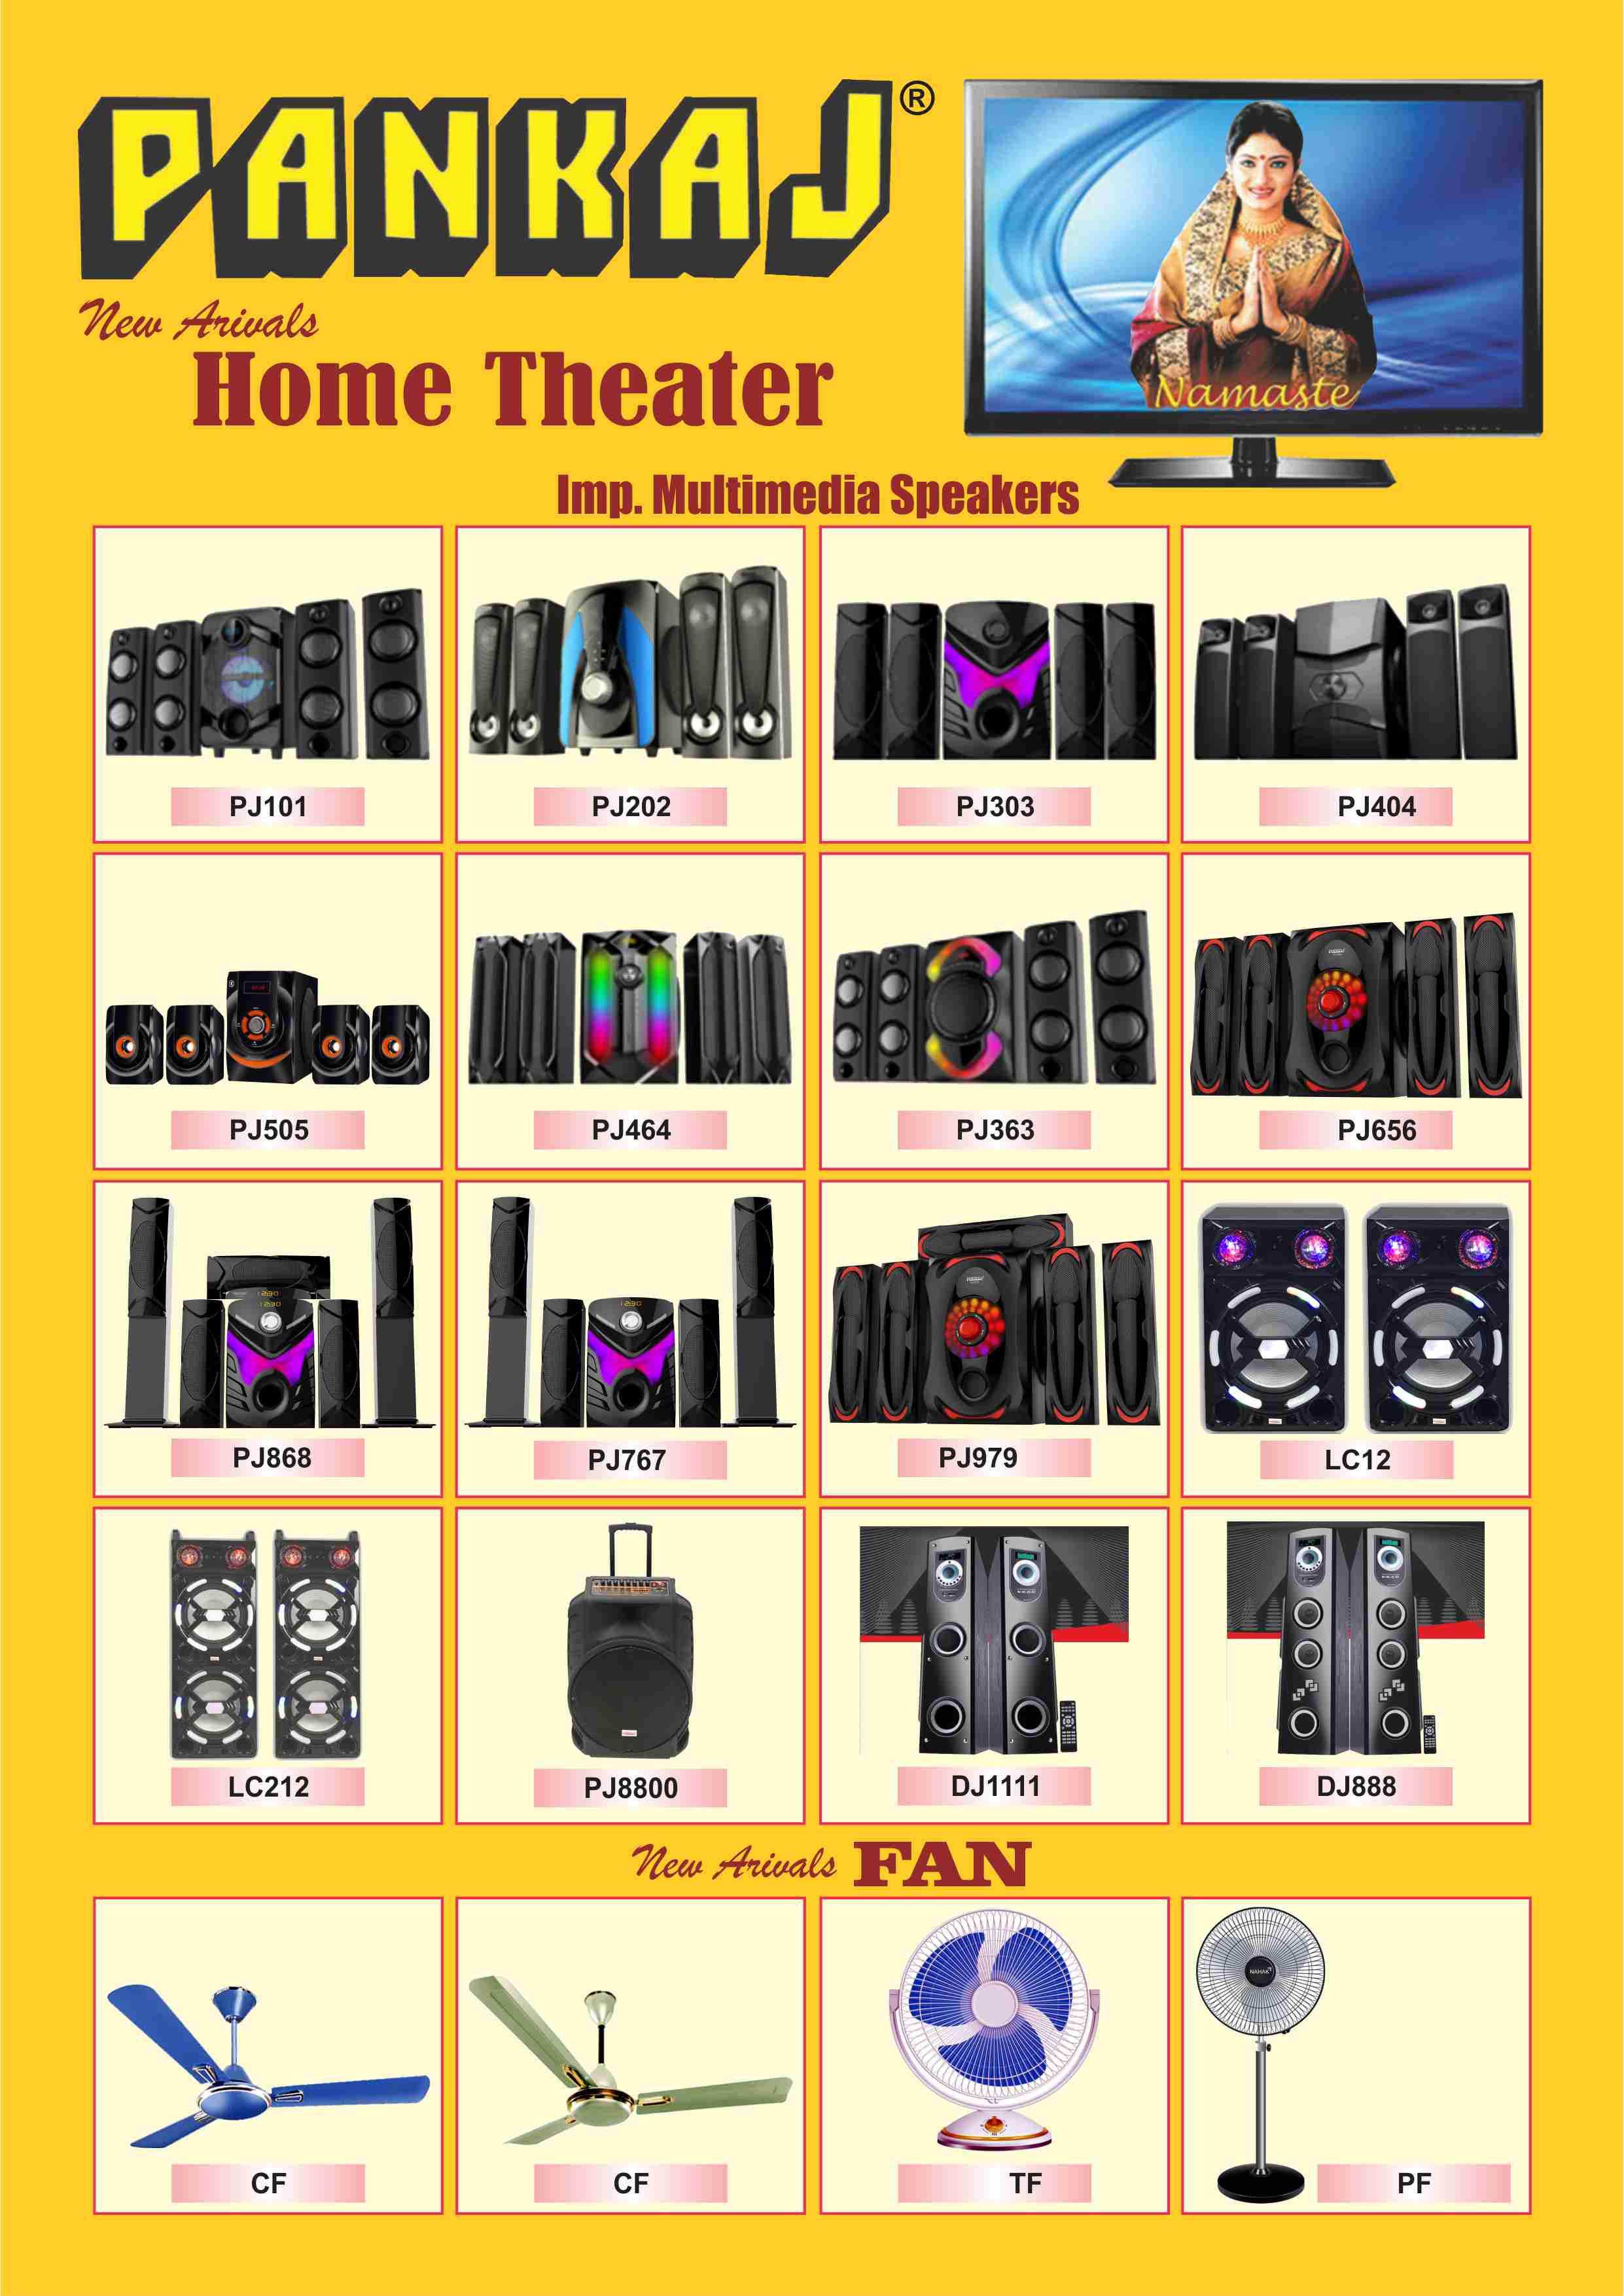 PANKAJ®
New Arivals
Home Theater
Namaste
Imp. Multimedia Speakers
PJ101
PJ202
PJ303
PJ404
PJ505
PJ464
PJ363
PJ656
PJ868
PJ767
PJ979
LC12
LC212
PJ8800
DJ1111
DJ888
New Arivals FAN
CF
CF
TF
NAHAK
PF